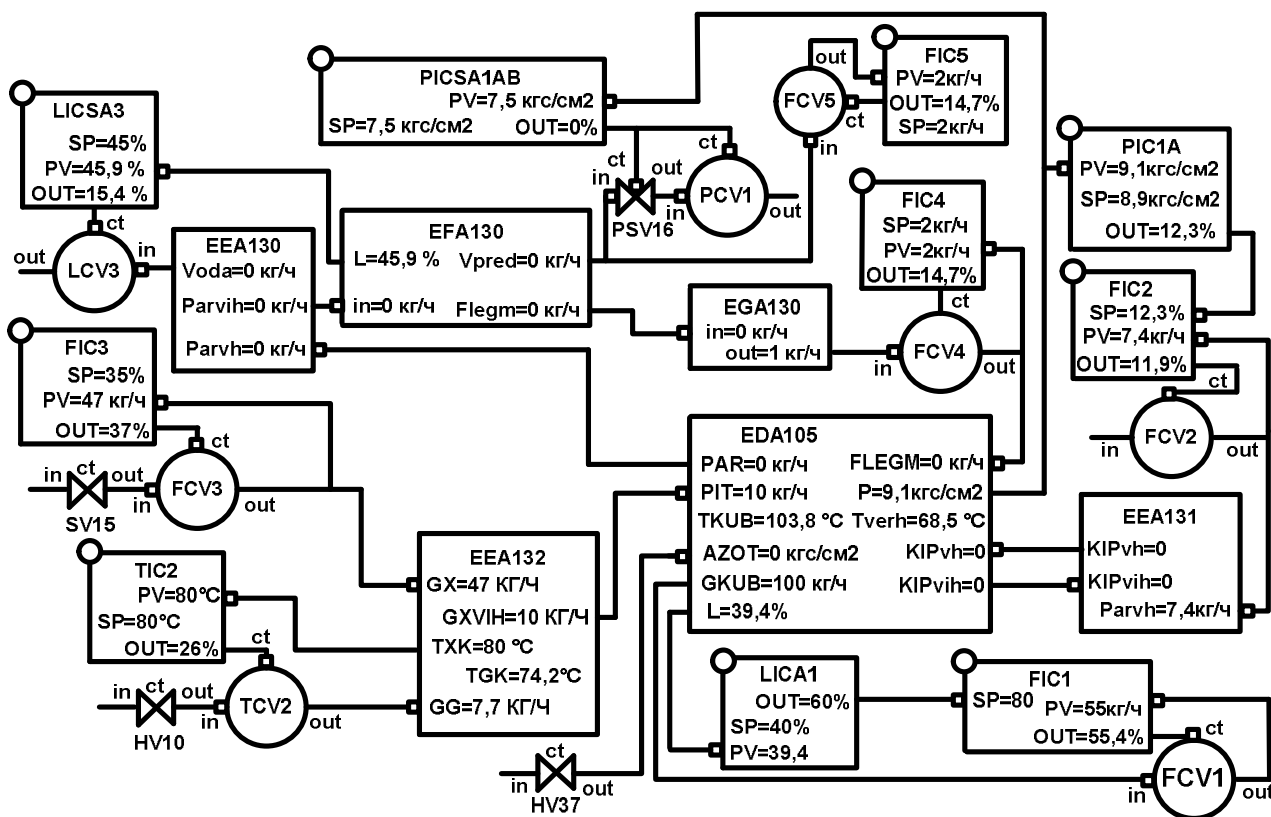 PICSA1AB
PV=7,5 кгс/см2
SP=7,5 кгс/см2
OUT=0%
ct
ct
in
out
PSV16
in
PCV1
out
out
FCV5
ct
in
FIC5
PV=2кг/ч
OUT=14,7%
SP=2кг/ч
LICSA3
SP=45%
PV=45,9 %
OUT=15,4 %
ct
out
in
LCV3
EEA130
Voda=0 кг/ч
Parvih=0 кг/ч
Parvh=0 кг/ч
EFA130
L=45,9 %
Vpred=0 кг/ч
in=0 кг/ч
Flegm=0 кг/ч
EGA130
in=0 кг/ч
out=1 кг/ч
FIC4
SP=2кг/ч
PV=2кг/ч
OUT=14,7%
ct
in
FCV4
out
PIC1A
PV=9,1кгс/см2
SP=8,9кгс/см2
OUT=12,3%
FIC2
SP=12,3%
PV=7,4кг/ч
OUT=11,9%
ct
in
FCV2
out
FIC3
SP=35%
PV=47 кг/ч
OUT=37%
ct
in
ct
out
SV15
in
FCV3
out
TIC2
PV=80°C
SP=80°C
OUT=26%
ct
in
ct
out
HV10
in
TCV2
out
EEA132
GX=47 КГ/Ч
GXVIH=10 КГ/Ч
TXK=80 °C
TGK=74,2°C
GG=7,7 КГ/Ч
EDA105
PAR=0 кг/ч
FLEGM=0 кг/ч
PIT=10 кг/ч
P=9,1кгс/см2
TKUB=103,8 °C
Tverh=68,5 °C
AZOT=0 кгс/см2
KIPvh=0
GKUB=100 кг/ч
KIPvih=0
L=39,4%
EEA131
KIPvh=0
KIPvih=0
Parvh=7,4кг/ч
ct
in
out
HV37
LICA1
OUT=60%
SP=40%
PV=39,4
FIC1
SP=80
PV=55кг/ч
OUT=55,4%
ct
in
FCV1
out